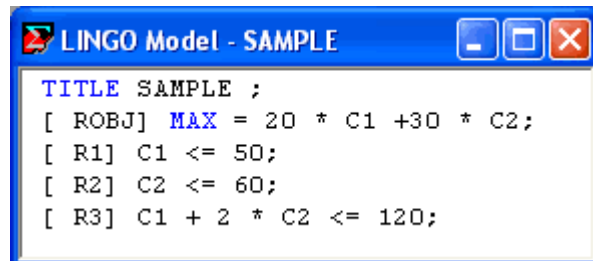 LINGO Model - SAMPLE
TITLE SAMPLE ;
[ ROBJ] MAX = 20 * C1 +30 * C2;
[ R1] C1 <= 50;
[ R2] C2 <= 60;
[ R3] C1 + 2 * C2 <= 120;